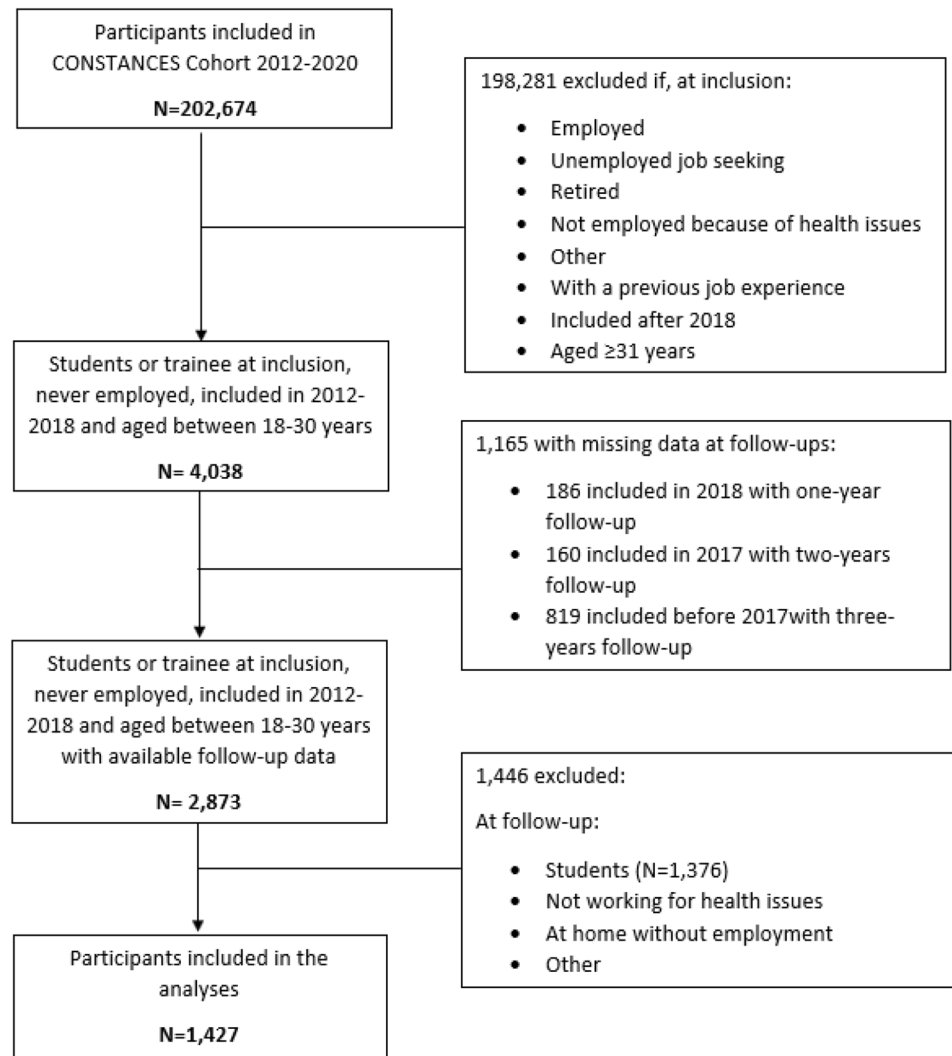 Participants included in
CONSTANCES Cohort 2012-2020
N=202,674
198,281 excluded if, at inclusion:
• Employed
• Unemployed job seeking
• Retired
• Not employed because of health issues
• Other
• With a previous job experience
• Included after 2018
• Aged ≥31 years
Students or trainee at inclusion,
never employed, included in 2012-
2018 and aged between 18-30 years
N= 4,038
1,165 with missing data at follow-ups:
• 186 included in 2018 with one-year
follow-up
• 160 included in 2017 with two-years
follow-up
• 819 included before 2017with three-
years follow-up
Students or trainee at inclusion,
never employed, included in 2012-
2018 and aged between 18-30 years
with available follow-up data
N= 2,873
1,446 excluded:
At follow-up:
• Students (N=1,376)
• Not working for health issues
• At home without employment
• Other
Participants included in the
analyses
N=1,427